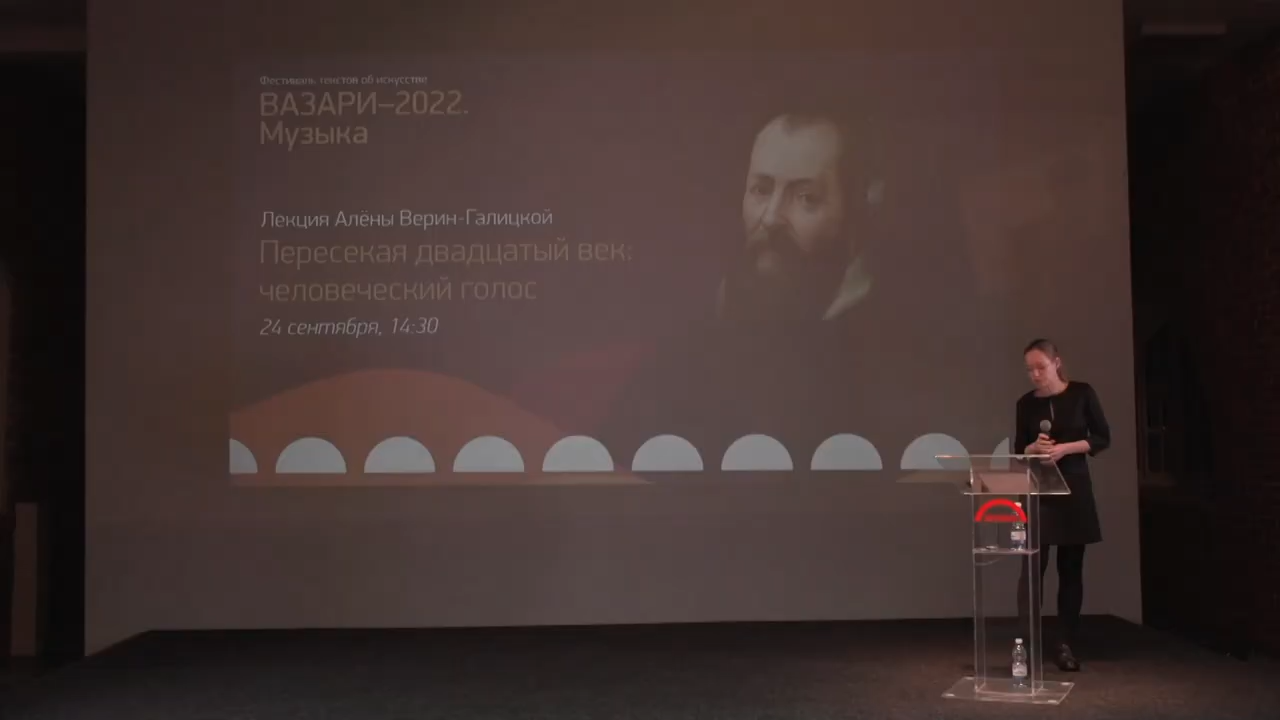 Фестиваль текстов об искусстве
ВАЗАРИ–2022.
Музыка
Лекция Алёны Верин-Галицкой
Пересекая двадцатый век:
человеческий голос
24 сентября, 14:30